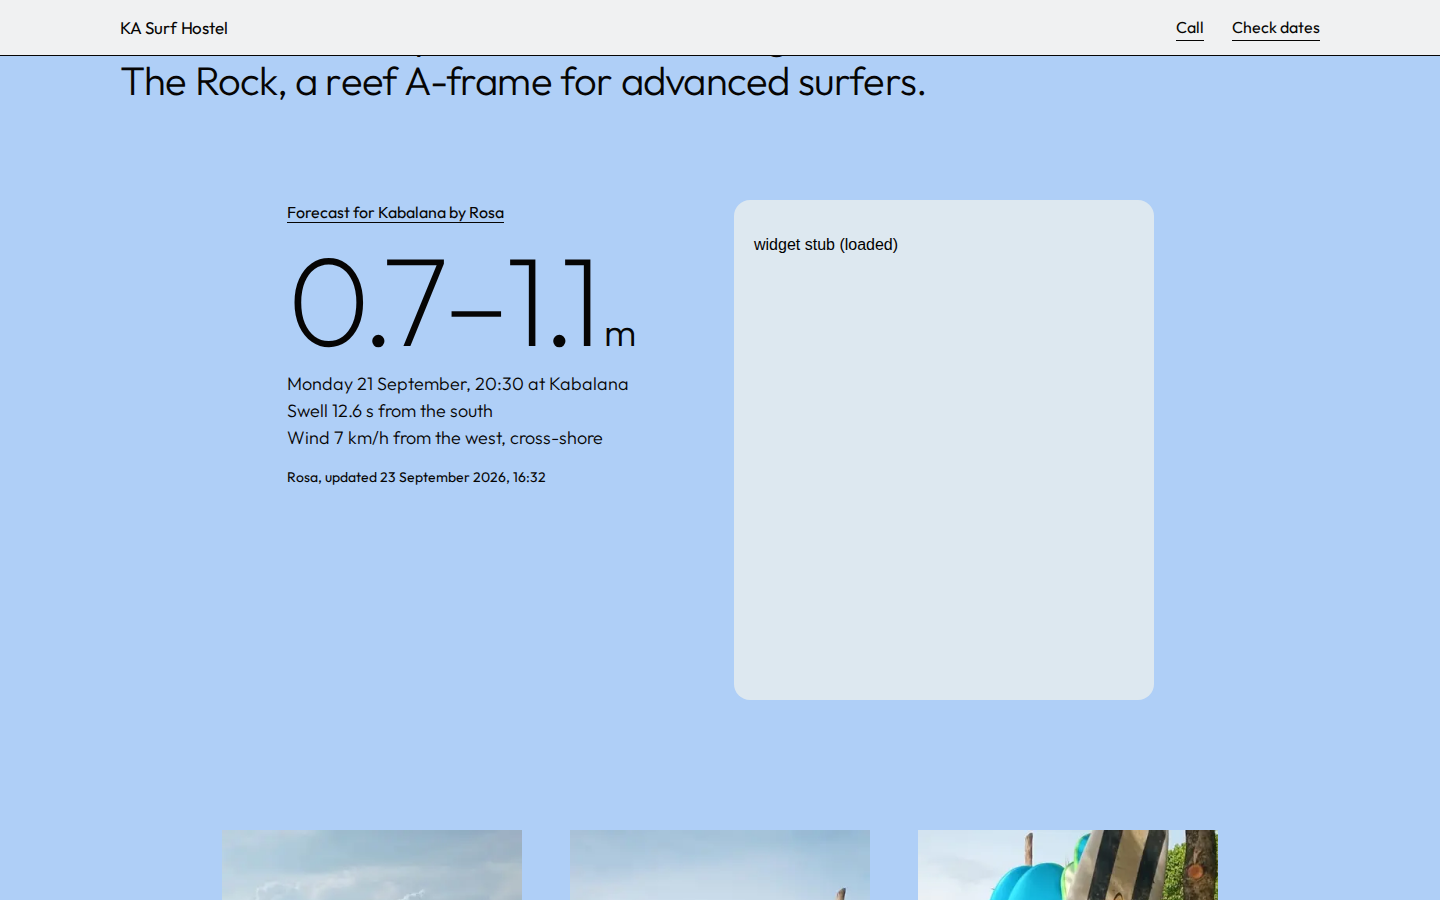 KA Surf Hostel
Call
Check dates
The Rock, a reef A-frame for advanced surfers.
Forecast for Kabalana by Rosa
0.7–1.1 m
Monday 21 September, 20:30 at Kabalana
Swell 12.6 s from the south
Wind 7 km/h from the west, cross-shore
Rosa, updated 23 September 2026, 16:32
widget stub (loaded)